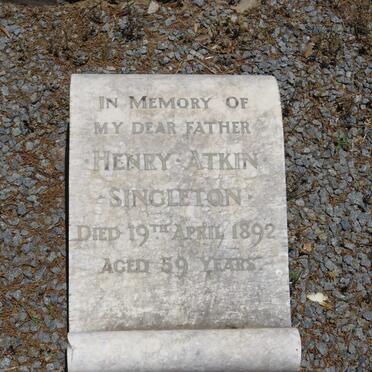 IN MEMORY OF
MY DEAR FATHER
·HENRY·ATKIN·
·SINGLETON·
DIED 19TH APRIL 1892
AGED 59 YEARS